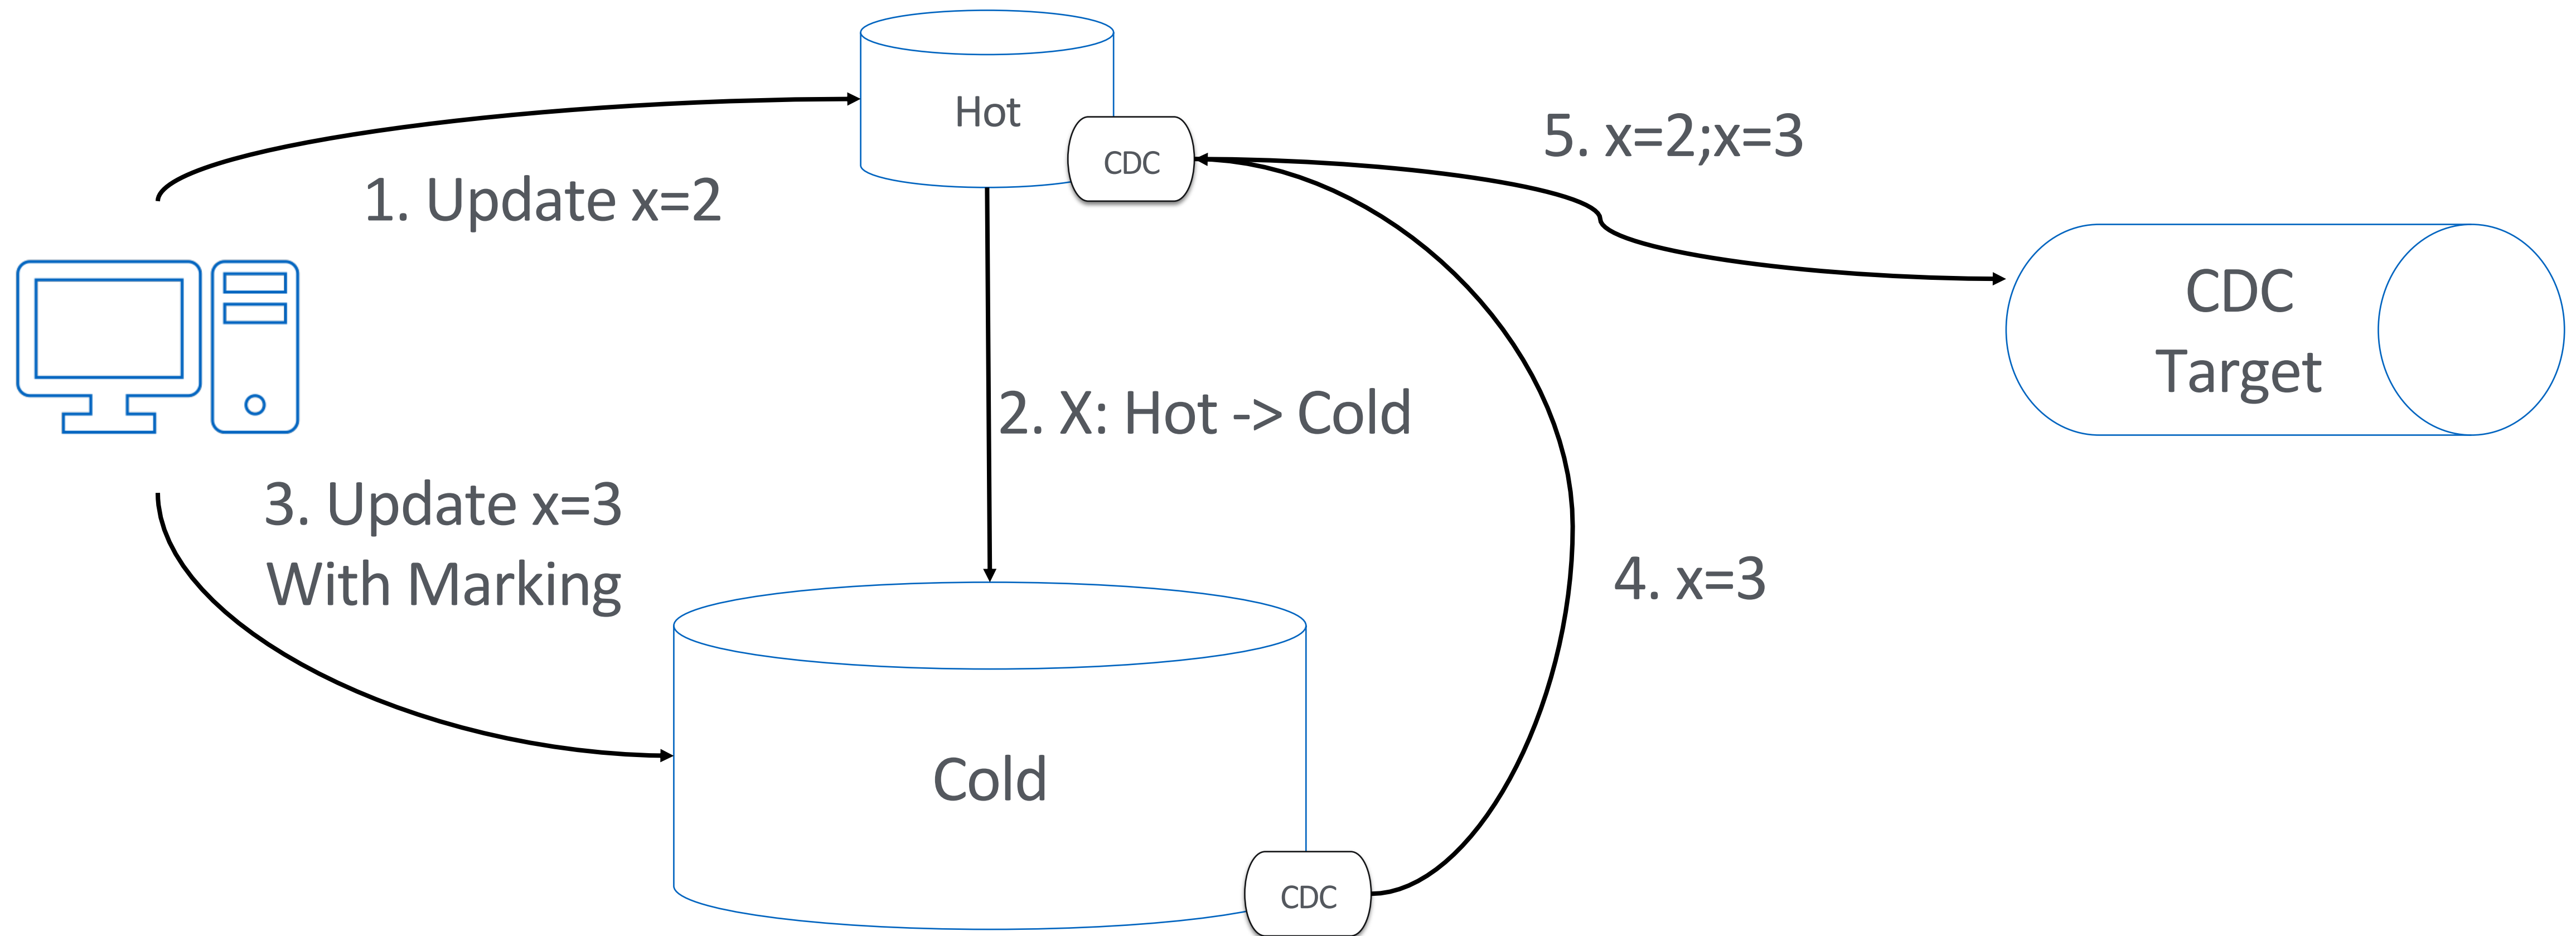 Hot
CDC
5. x=2;x=3
1. Update x=2
CDC
Target
2. X: Hot -> Cold
3. Update x=3
With Marking
4. x=3
Cold
CDC